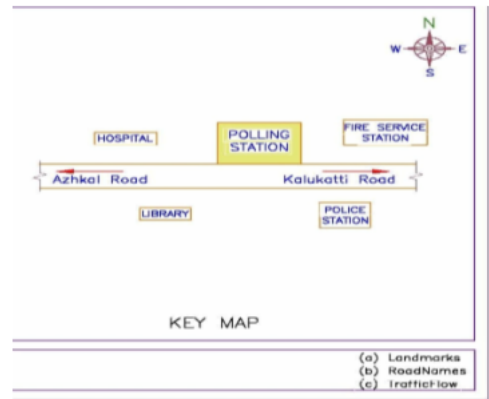 N
W E
S
HOSPITAL
POLLING
STATION
FIRE SERVICE
STATION
Azhkal Road
Kalukatti Road
LIBRARY
POLICE
STATION
KEY MAP
(a) Landmarks
(b) RoadNames
(c) Trafficflow